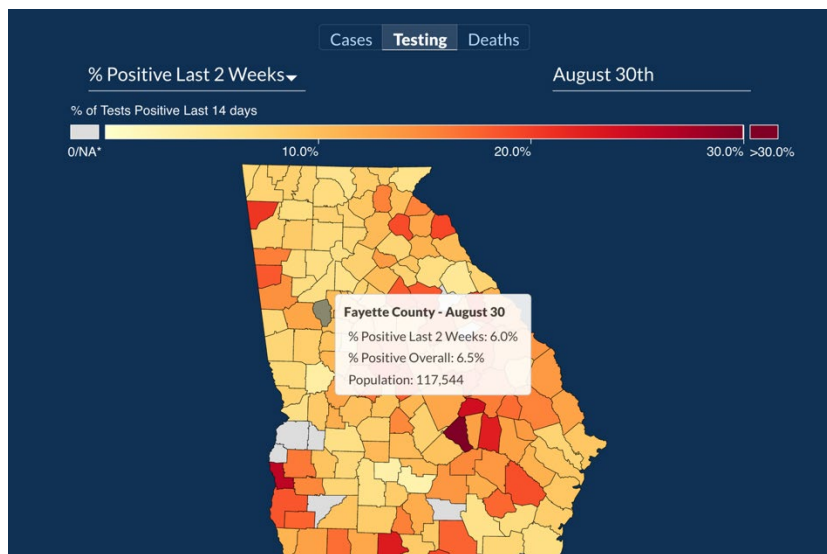 Cases Testing Deaths
% Positive Last 2 Weeks August 30th
% of Tests Positive Last 14 days
0/NA* 10.0% 20.0% 30.0% >30.0%
Fayette County - August 30
% Positive Last 2 Weeks: 6.0%
% Positive Overall: 6.5%
Population: 117,544